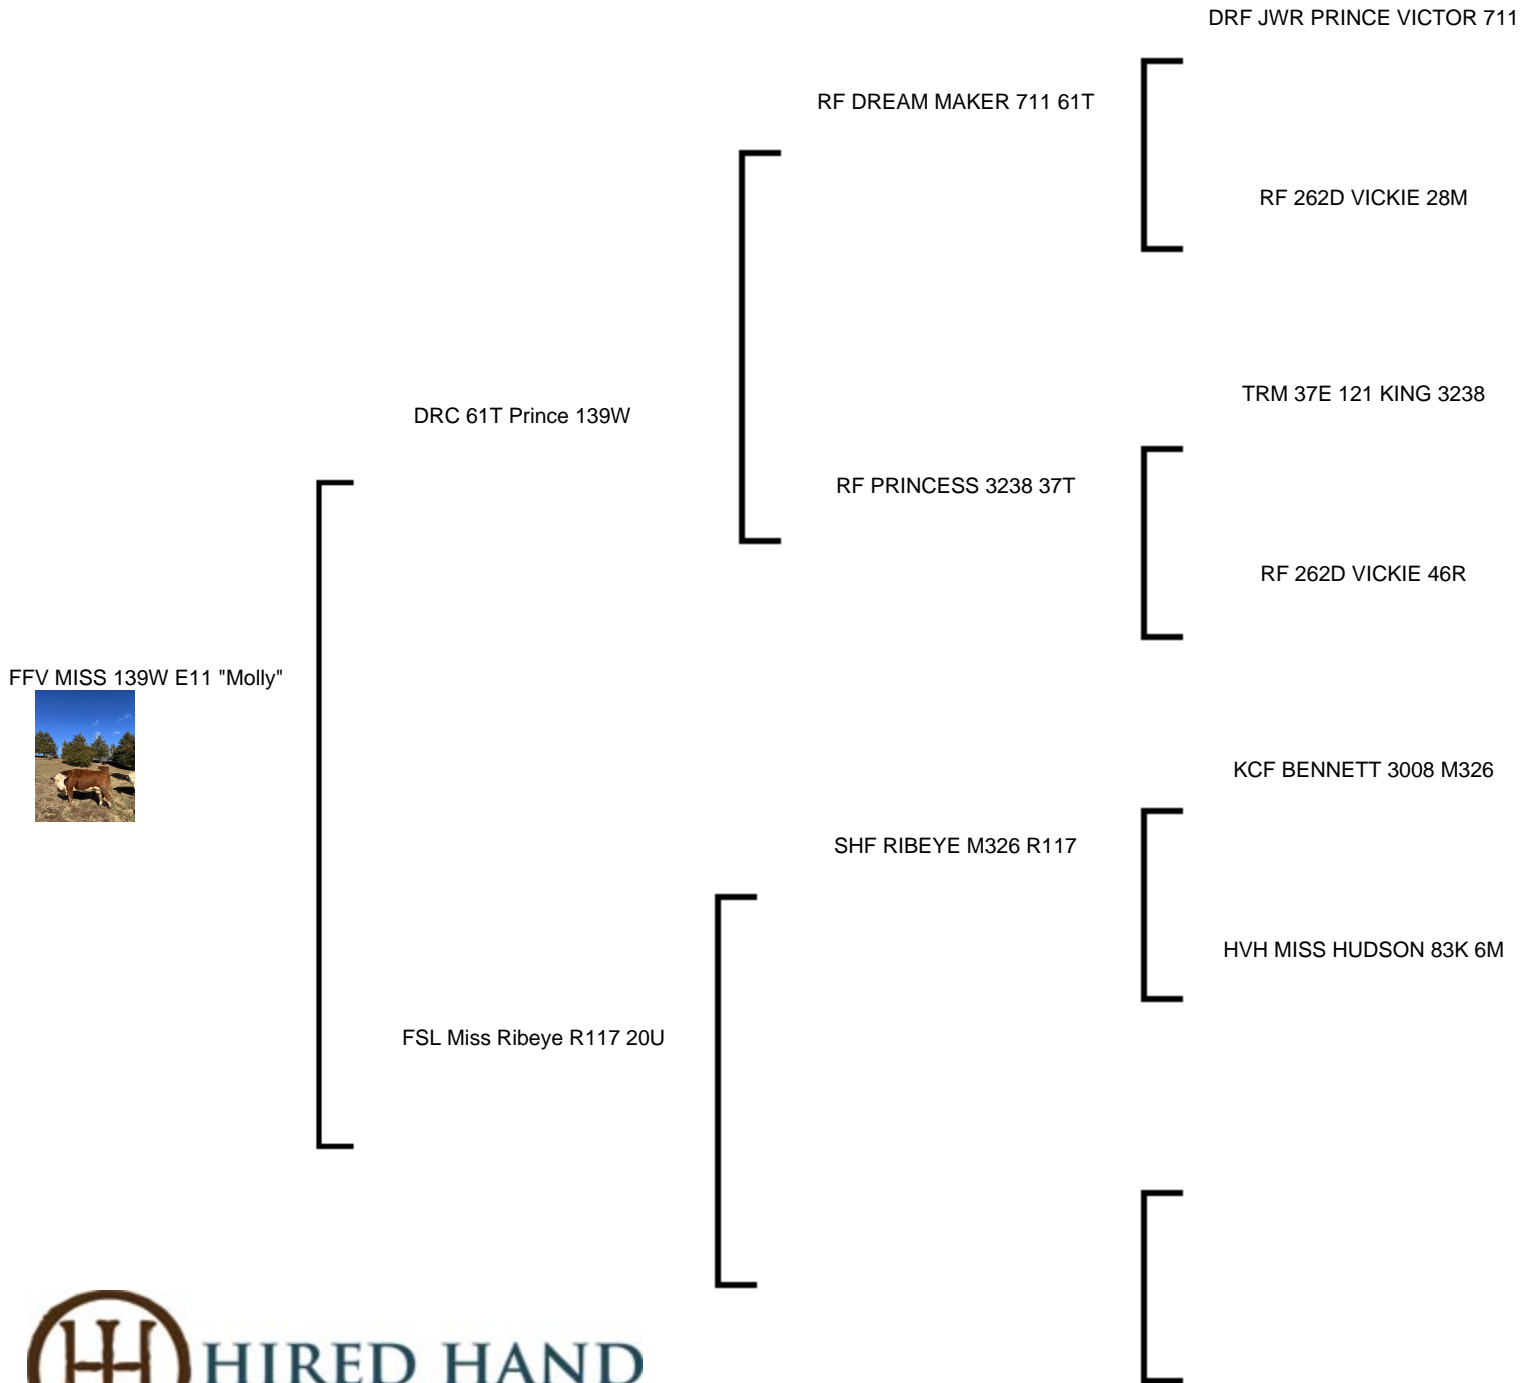 DRF JWR PRINCE VICTOR 711
RF DREAM MAKER 711 61T
RF 262D VICKIE 28M
TRM 37E 121 KING 3238
DRC 61T Prince 139W
RF PRINCESS 3238 37T
RF 262D VICKIE 46R
FFV MISS 139W E11 "Molly"
KCF BENNETT 3008 M326
SHF RIBEYE M326 R117
HVH MISS HUDSON 83K 6M
FSL Miss Ribeye R117 20U
HIRED HAND